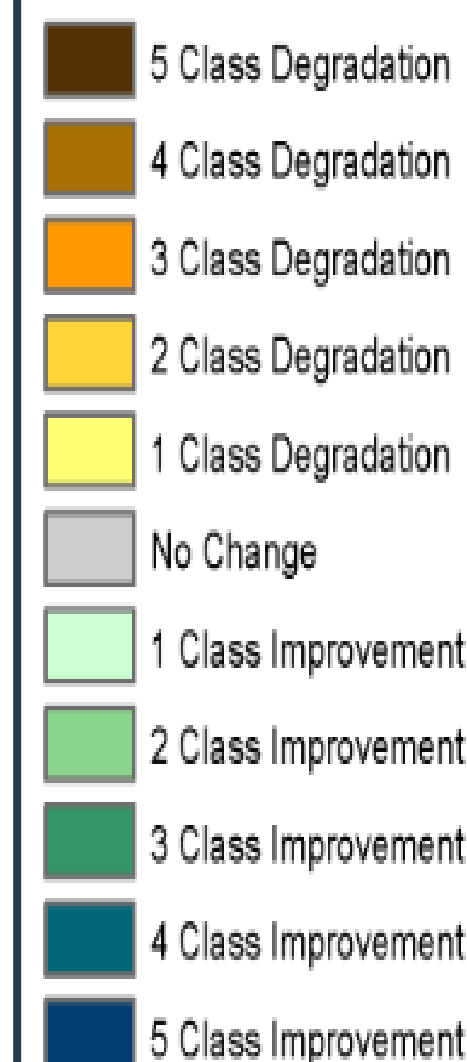 5 Class Degradation
4 Class Degradation
3 Class Degradation
2 Class Degradation
1 Class Degradation
No Change
1 Class Improvement
2 Class Improvement
3 Class Improvement
4 Class Improvement
5 Class Improvement